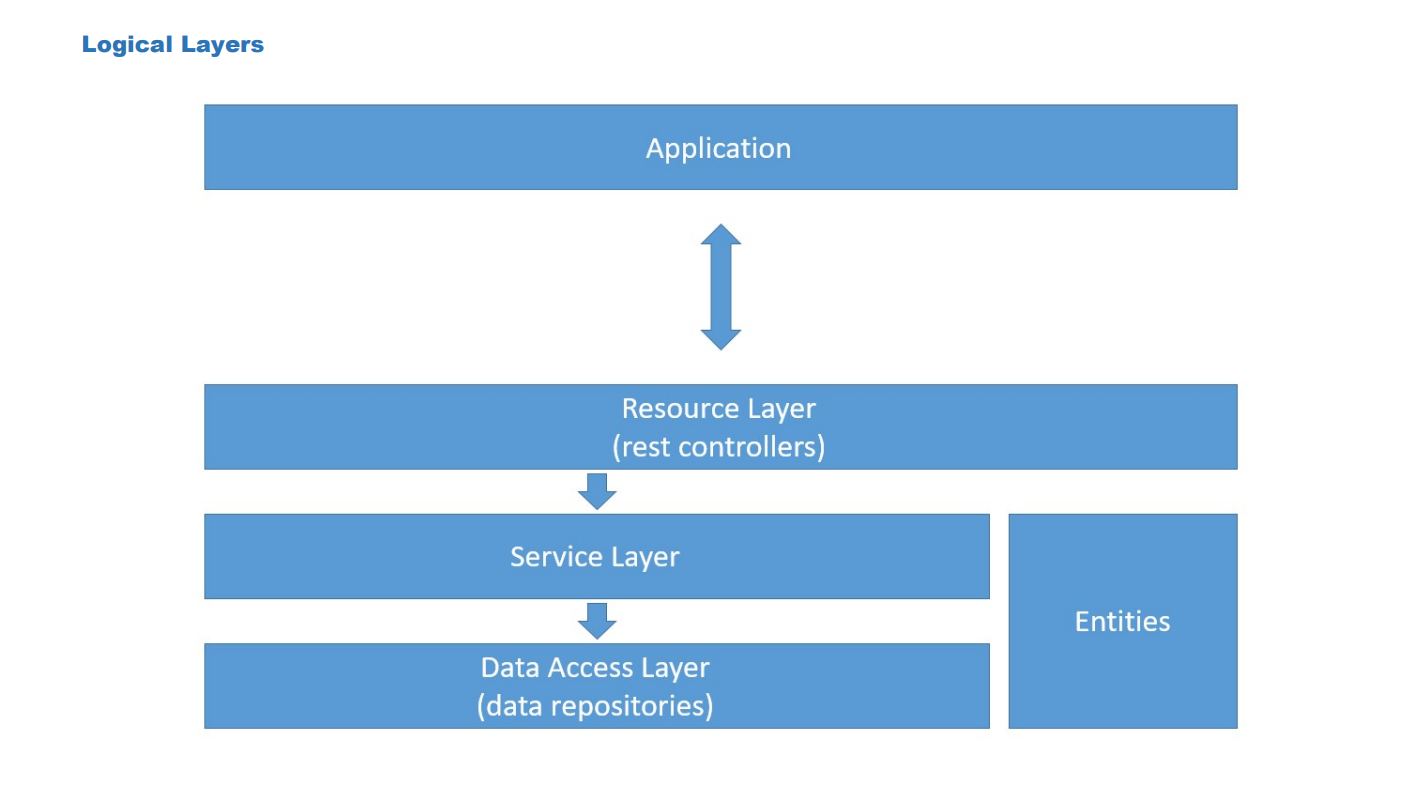 Logical Layers
Application
Resource Layer
(rest controllers)
Service Layer
Entities
Data Access Layer
(data repositories)